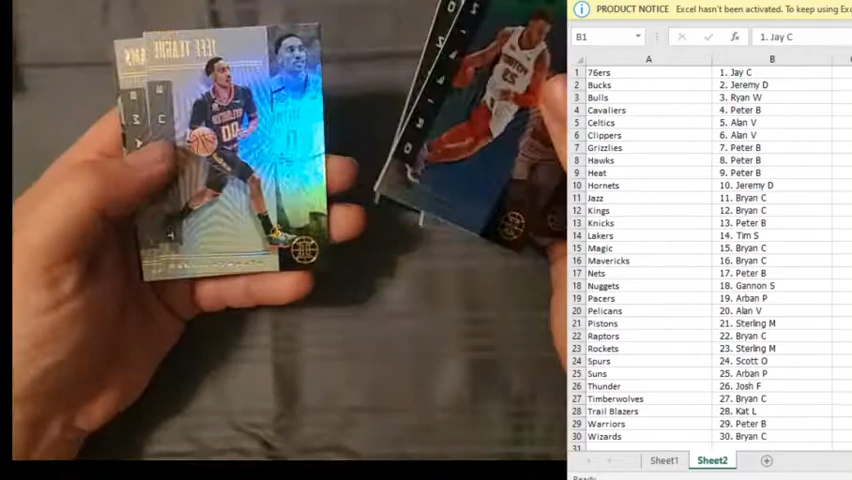 JEFF TEAGUE
PRODUCT NOTICE Excel hasn't been activated. To keep using Exc
B1 fx 1. Jay C
A B
1 76ers 1. Jay C
2 Bucks 2. Jeremy D
3 Bulls 3. Ryan W
4 Cavaliers 4. Peter B
5 Celtics 5. Alan V
6 Clippers 6. Alan V
7 Grizzlies 7. Peter B
8 Hawks 8. Peter B
9 Heat 9. Peter B
10 Hornets 10. Jeremy D
11 Jazz 11. Bryan C
12 Kings 12. Bryan C
13 Knicks 13. Peter B
14 Lakers 14. Tim S
15 Magic 15. Bryan C
16 Mavericks 16. Bryan C
17 Nets 17. Peter B
18 Nuggets 18. Gannon S
19 Pacers 19. Arban P
20 Pelicans 20. Alan V
21 Pistons 21. Sterling M
22 Raptors 22. Bryan C
23 Rockets 23. Sterling M
24 Spurs 24. Scott O
25 Suns 25. Arban P
26 Thunder 26. Josh F
27 Timberwolves 27. Bryan C
28 Trail Blazers 28. Kat L
29 Warriors 29. Peter B
30 Wizards 30. Bryan C
31
Sheet1 Sheet2
Ready